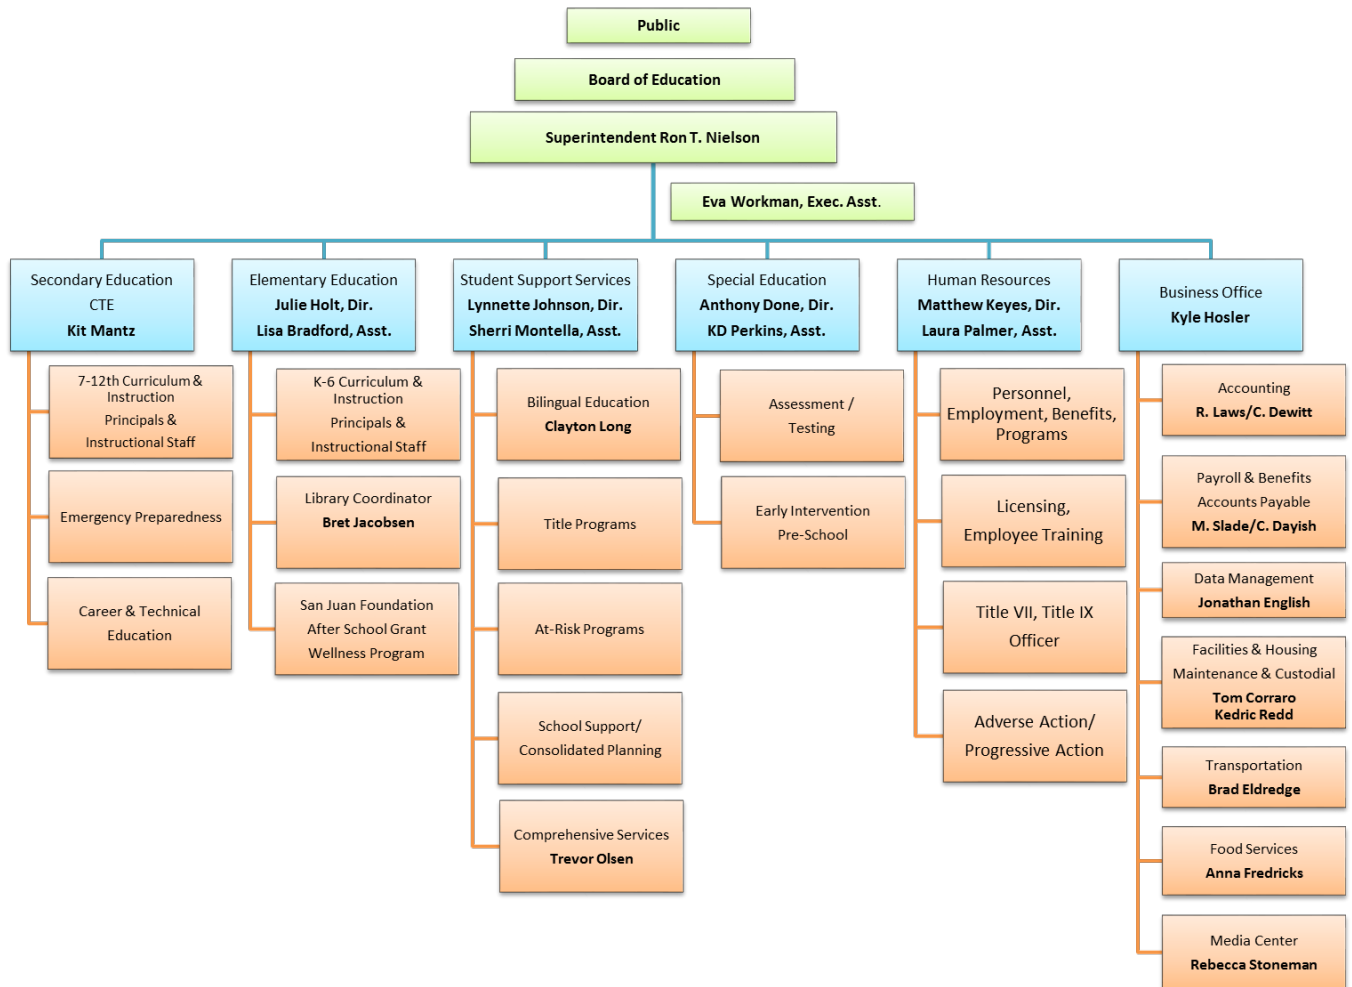 Public
Board of Education
Superintendent Ron T. Nielson
Eva Workman, Exec. Asst.
Secondary Education
CTE
Kit Mantz
7-12th Curriculum &
Instruction
Principals &
Instructional Staff
Emergency Preparedness
Career & Technical
Education
Elementary Education
Julie Holt, Dir.
Lisa Bradford, Asst.
K-6 Curriculum &
Instruction
Principals &
Instructional Staff
Library Coordinator
Bret Jacobsen
San Juan Foundation
After School Grant
Wellness Program
Student Support Services
Lynnette Johnson, Dir.
Sherri Montella, Asst.
Bilingual Education
Clayton Long
Title Programs
At-Risk Programs
School Support/
Consolidated Planning
Comprehensive Services
Trevor Olsen
Special Education
Anthony Done, Dir.
KD Perkins, Asst.
Assessment /
Testing
Early Intervention
Pre-School
Human Resources
Matthew Keyes, Dir.
Laura Palmer, Asst.
Personnel,
Employment, Benefits,
Programs
Licensing,
Employee Training
Title VII, Title IX
Officer
Adverse Action/
Progressive Action
Business Office
Kyle Hosler
Accounting
R. Laws/C. Dewitt
Payroll & Benefits
Accounts Payable
M. Slade/C. Dayish
Data Management
Jonathan English
Facilities & Housing
Maintenance & Custodial
Tom Corraro
Kedric Redd
Transportation
Brad Eldredge
Food Services
Anna Fredricks
Media Center
Rebecca Stoneman